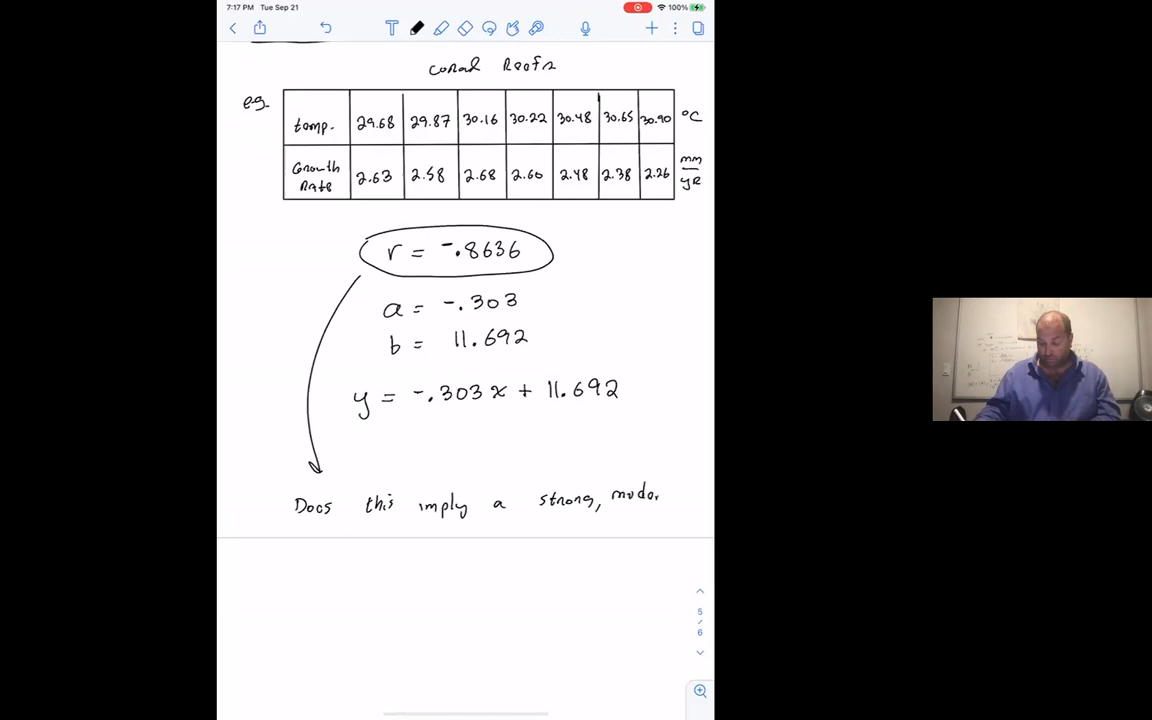 7:17 PM Tue Sep 21
100%
T
Coral Reefs
e.g.
temp. 29.68 29.87 30.16 30.22 30.48 30.65 30.90 °C
Growth Rate 2.63 2.58 2.68 2.60 2.48 2.38 2.26 mm/yR
r = -.8636
a = -.303
b = 11.692
y = -.303x + 11.692
Does this imply a strong, moder
5
/
6